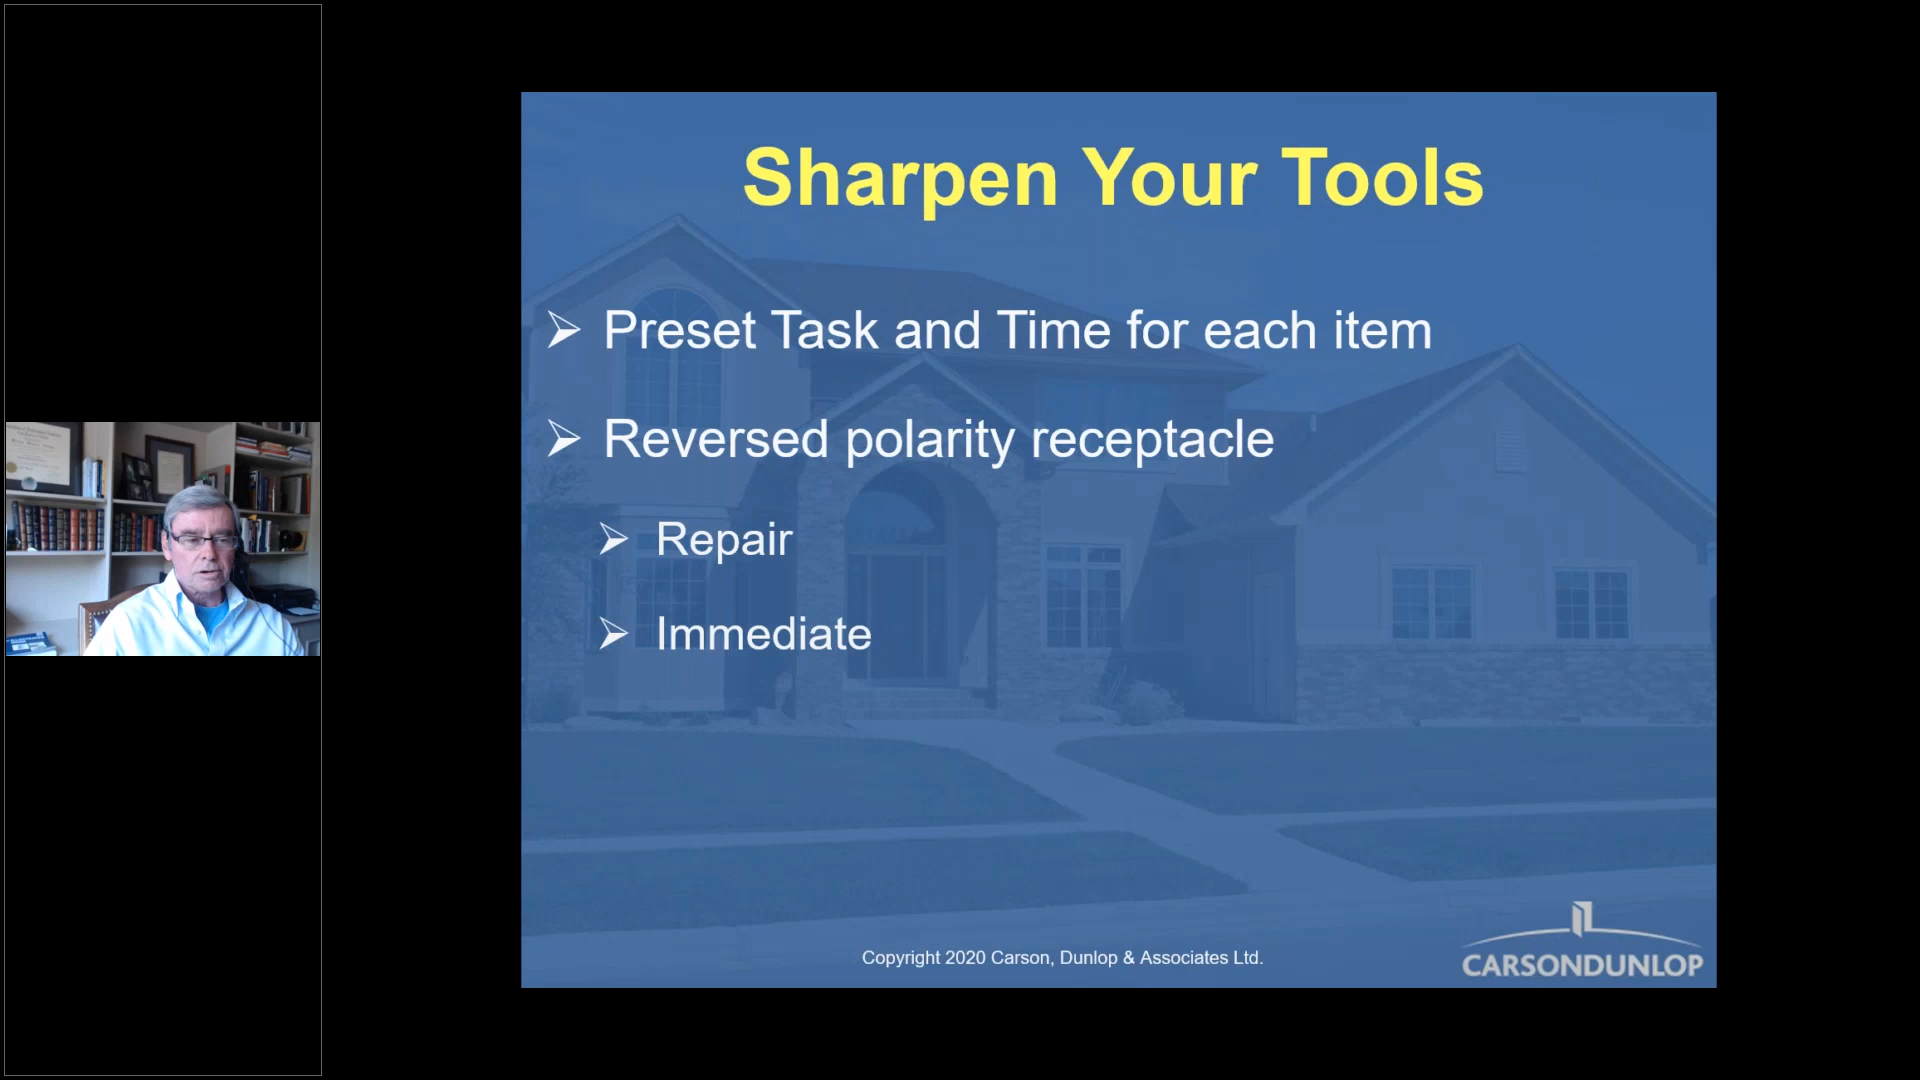 Sharpen Your Tools
Preset Task and Time for each item
Reversed polarity receptacle
Repair
Immediate
Copyright 2020 Carson, Dunlop & Associates Ltd.
CARSONDUNLOP